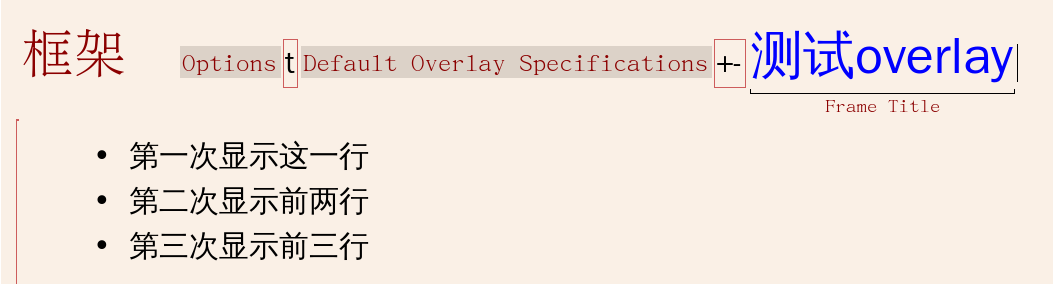 框架 Options t Default Overlay Specifications +- 测试overlay
Frame Title
• 第一次显示这一行
• 第二次显示前两行
• 第三次显示前三行